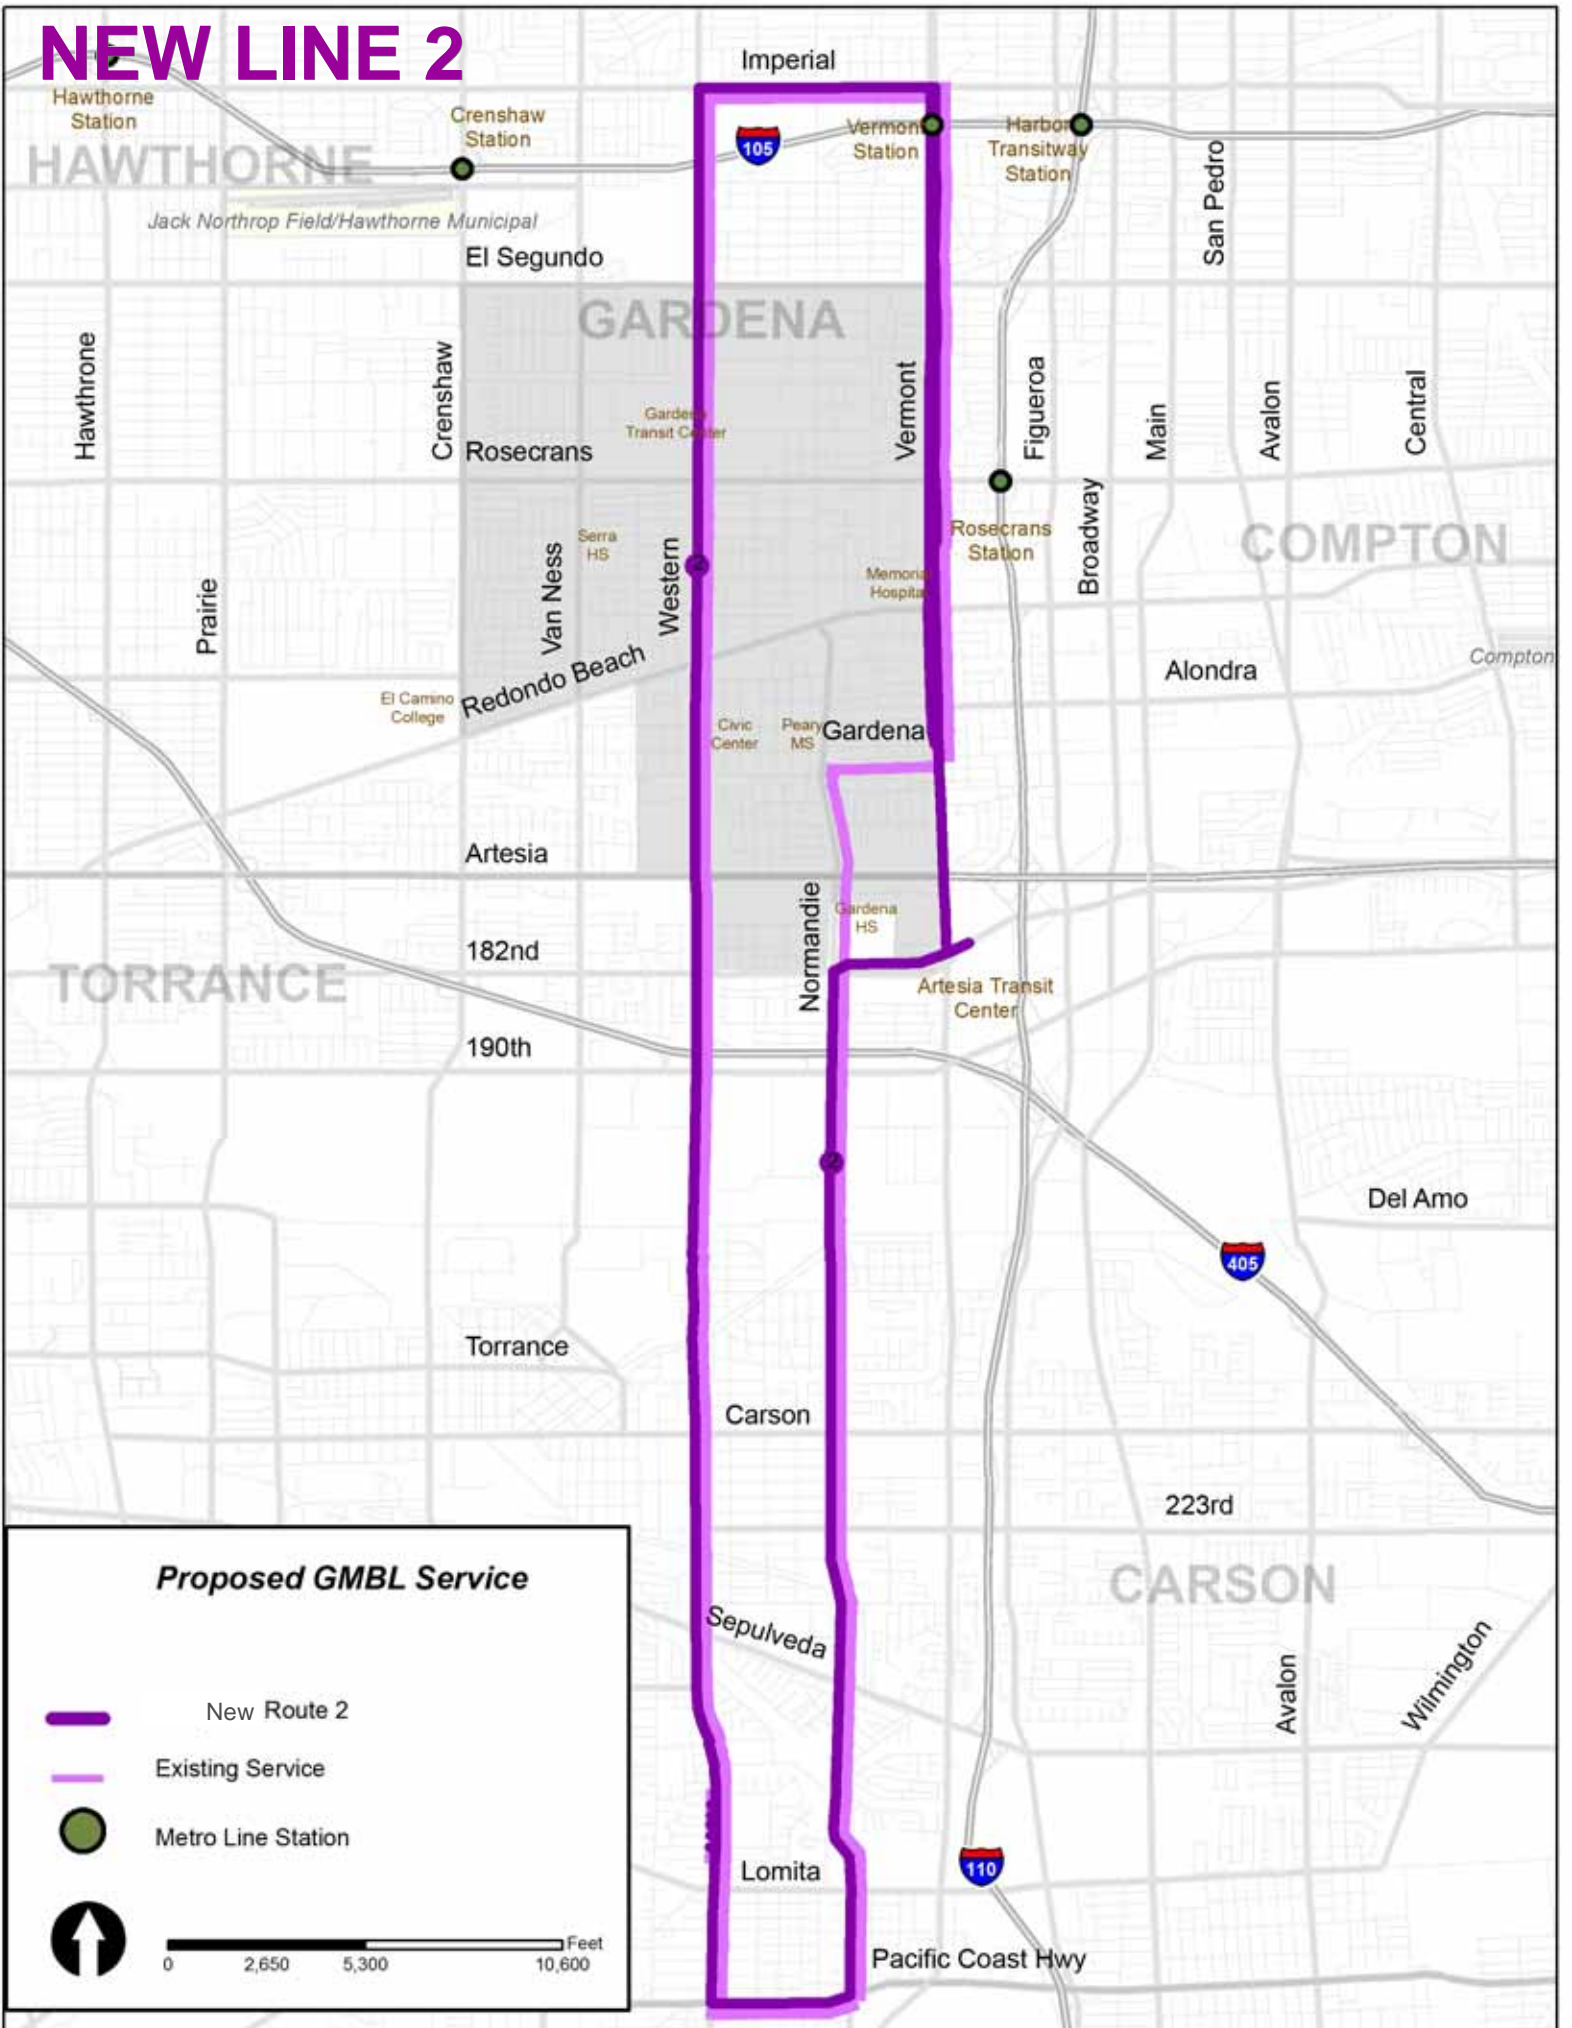 NEW LINE 2
Imperial
Hawthorne
Station
Crenshaw
Station
Vermont
Station
Harbor
Transitway
Station
105
HAWTHORNE
San Pedro
Jack Northrop Field/Hawthorne Municipal
El Segundo
GARDENA
Hawthrone
Crenshaw
Vermont
Figueroa
Main
Avalon
Central
Gardena
Transit Center
Rosecrans
Broadway
Rosecrans
Station
COMPTON
Serra
HS
Van Ness
Western
2
Memorial
Hospital
Prairie
Redondo Beach
Alondra
Compton
El Camino
College
Civic
Center
Peary
MS
Gardena
Artesia
Normandie
Gardena
HS
182nd
TORRANCE
Artesia Transit
Center
190th
2
Del Amo
405
Torrance
Carson
223rd
CARSON
Sepulveda
Avalon
Wilmington
Lomita
110
Pacific Coast Hwy
Proposed GMBL Service
New Route 2
Existing Service
Metro Line Station
Feet
0 2,650 5,300 10,600